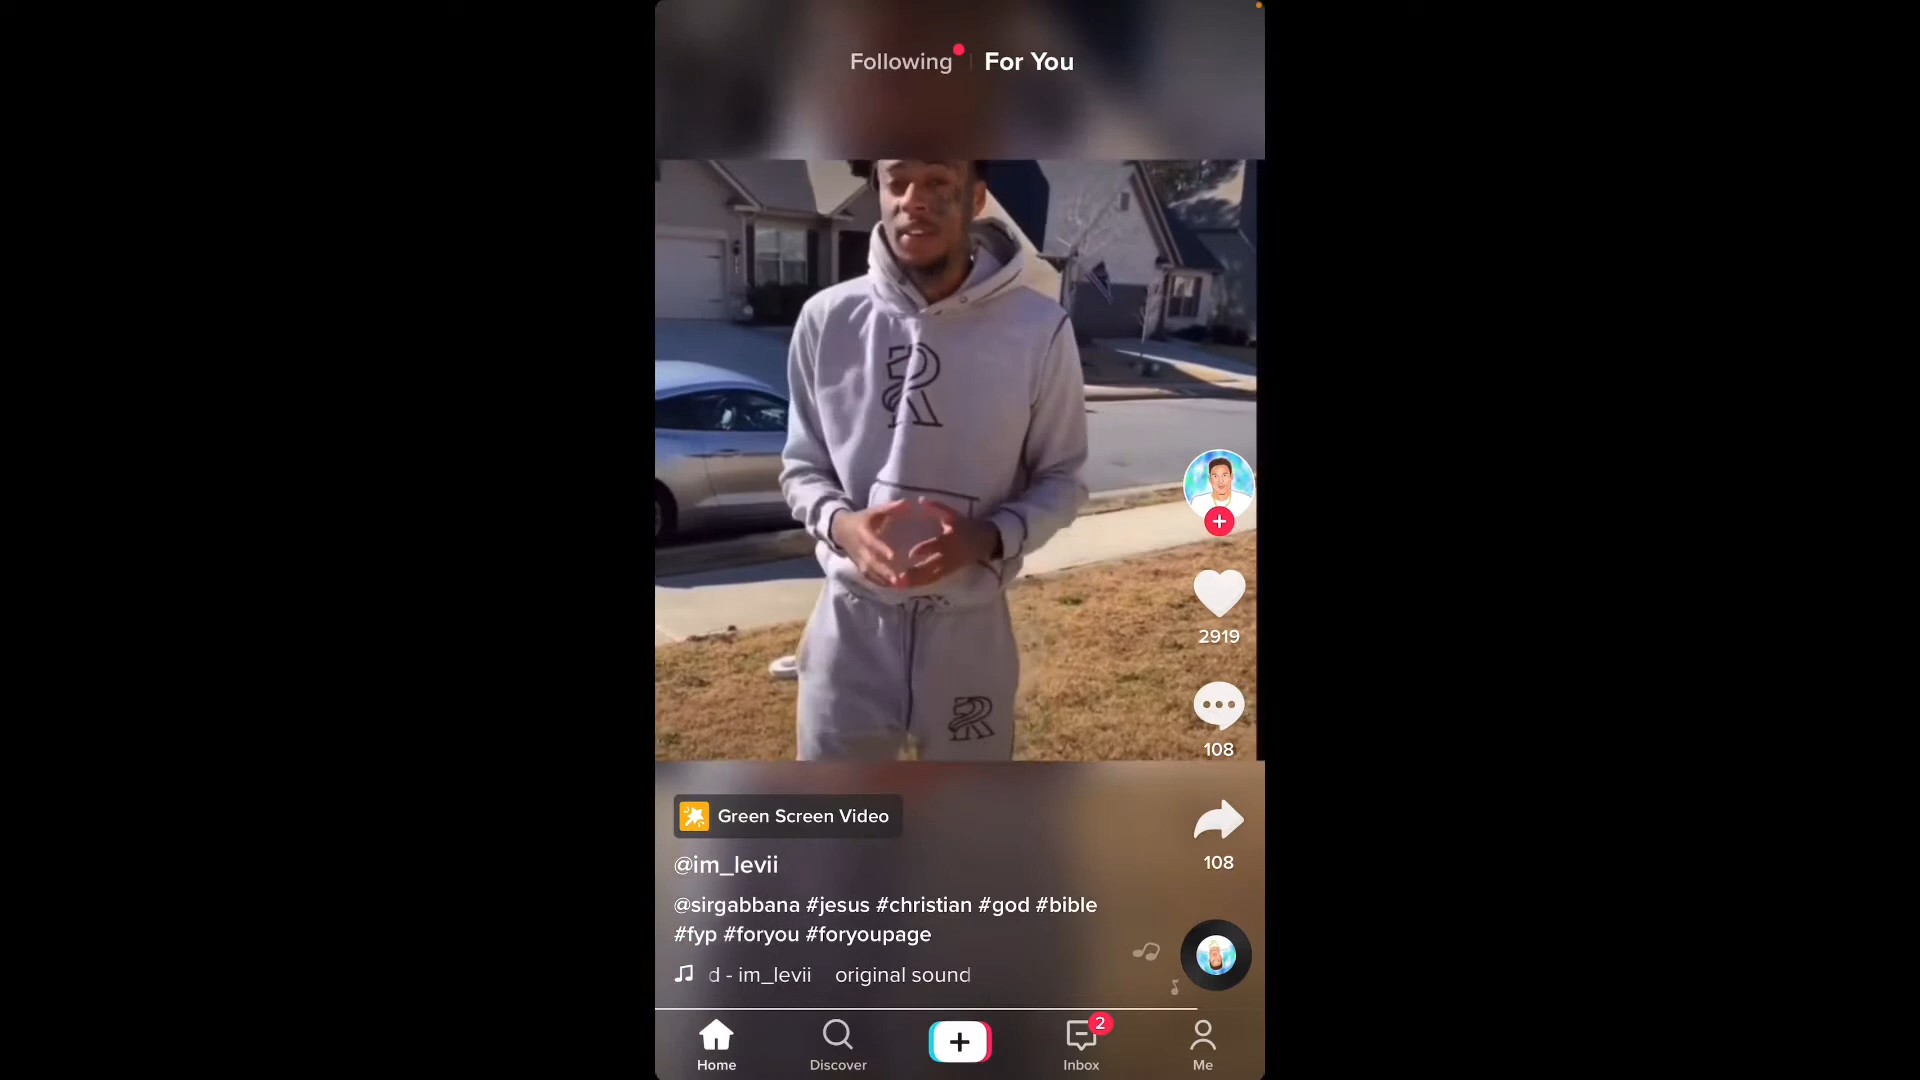 Following
For You
2919
108
Green Screen Video
108
@im_levii
@sirgabbana #jesus #christian #god #bible
#fyp #foryou #foryoupage
d - im_levii original sound
2
Home
Discover
Inbox
Me